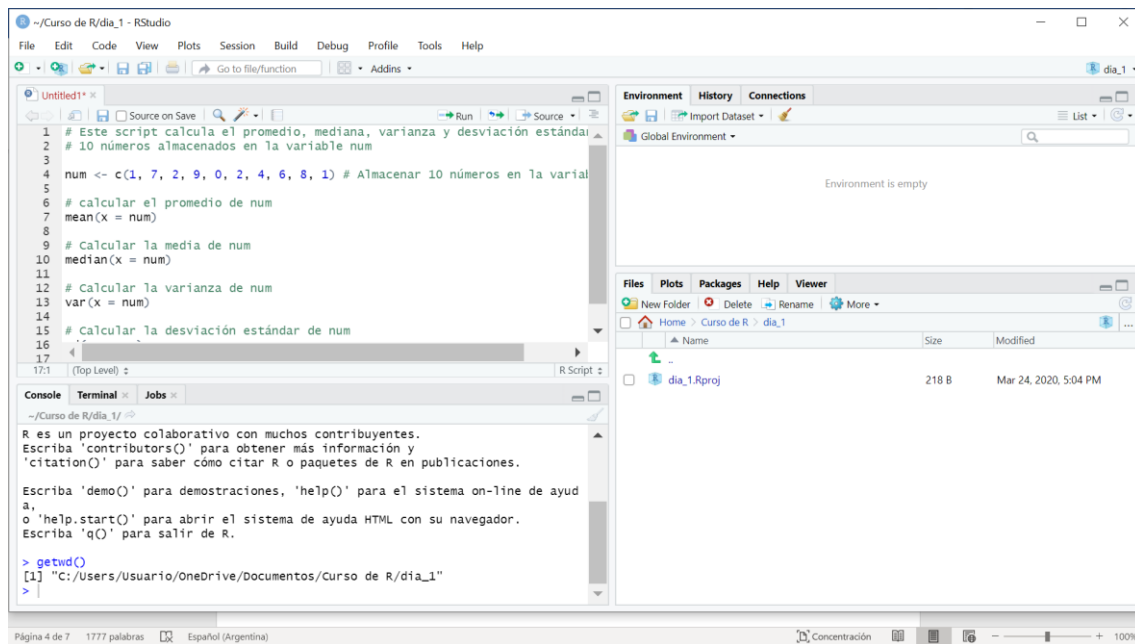 ~/Curso de R/dia_1 - RStudio
File Edit Code View Plots Session Build Debug Profile Tools Help
Go to file/function Addins dia_1
Untitled1*
Source on Save Run Source
1 # Este script calcula el promedio, mediana, varianza y desviación estándar
2 # 10 números almacenados en la variable num
3
4 num <- c(1, 7, 2, 9, 0, 2, 4, 6, 8, 1) # Almacenar 10 números en la variab
5
6 # calcular el promedio de num
7 mean(x = num)
8
9 # Calcular la media de num
10 median(x = num)
11
12 # Calcular la varianza de num
13 var(x = num)
14
15 # Calcular la desviación estándar de num
16
17
17:1 (Top Level) R Script
Console Terminal Jobs
~/Curso de R/dia_1/
R es un proyecto colaborativo con muchos contribuyentes.
Escriba 'contributors()' para obtener más información y
'citation()' para saber cómo citar R o paquetes de R en publicaciones.
Escriba 'demo()' para demostraciones, 'help()' para el sistema on-line de ayud
a,
o 'help.start()' para abrir el sistema de ayuda HTML con su navegador.
Escriba 'q()' para salir de R.
> getwd()
[1] "C:/Users/Usuario/OneDrive/Documentos/Curso de R/dia_1"
>
Environment History Connections
Import Dataset List
Global Environment
Environment is empty
Files Plots Packages Help Viewer
New Folder Delete Rename More
Home > Curso de R > dia_1
Name Size Modified
..
dia_1.Rproj 218 B Mar 24, 2020, 5:04 PM
Página 4 de 7 1777 palabras Español (Argentina) Concentración 100%